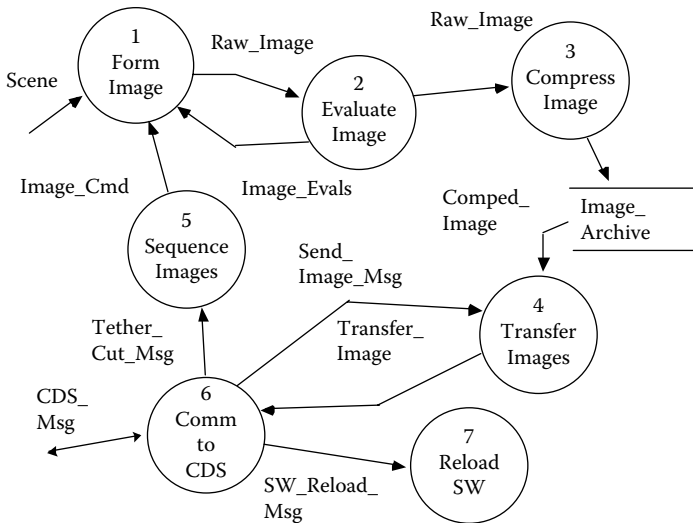 Raw_Image
1
Form
Image
Raw_Image
3
Compress
Image
2
Evaluate
Image
Scene
Image_Cmd
Image_Evals
Comped_
Image
Image_
Archive
5
Sequence
Images
Send_
Image_Msg
4
Transfer
Images
Tether_
Cut_Msg
Transfer_
Image
CDS_
Msg
6
Comm
to
CDS
7
Reload
SW
SW_Reload_
Msg